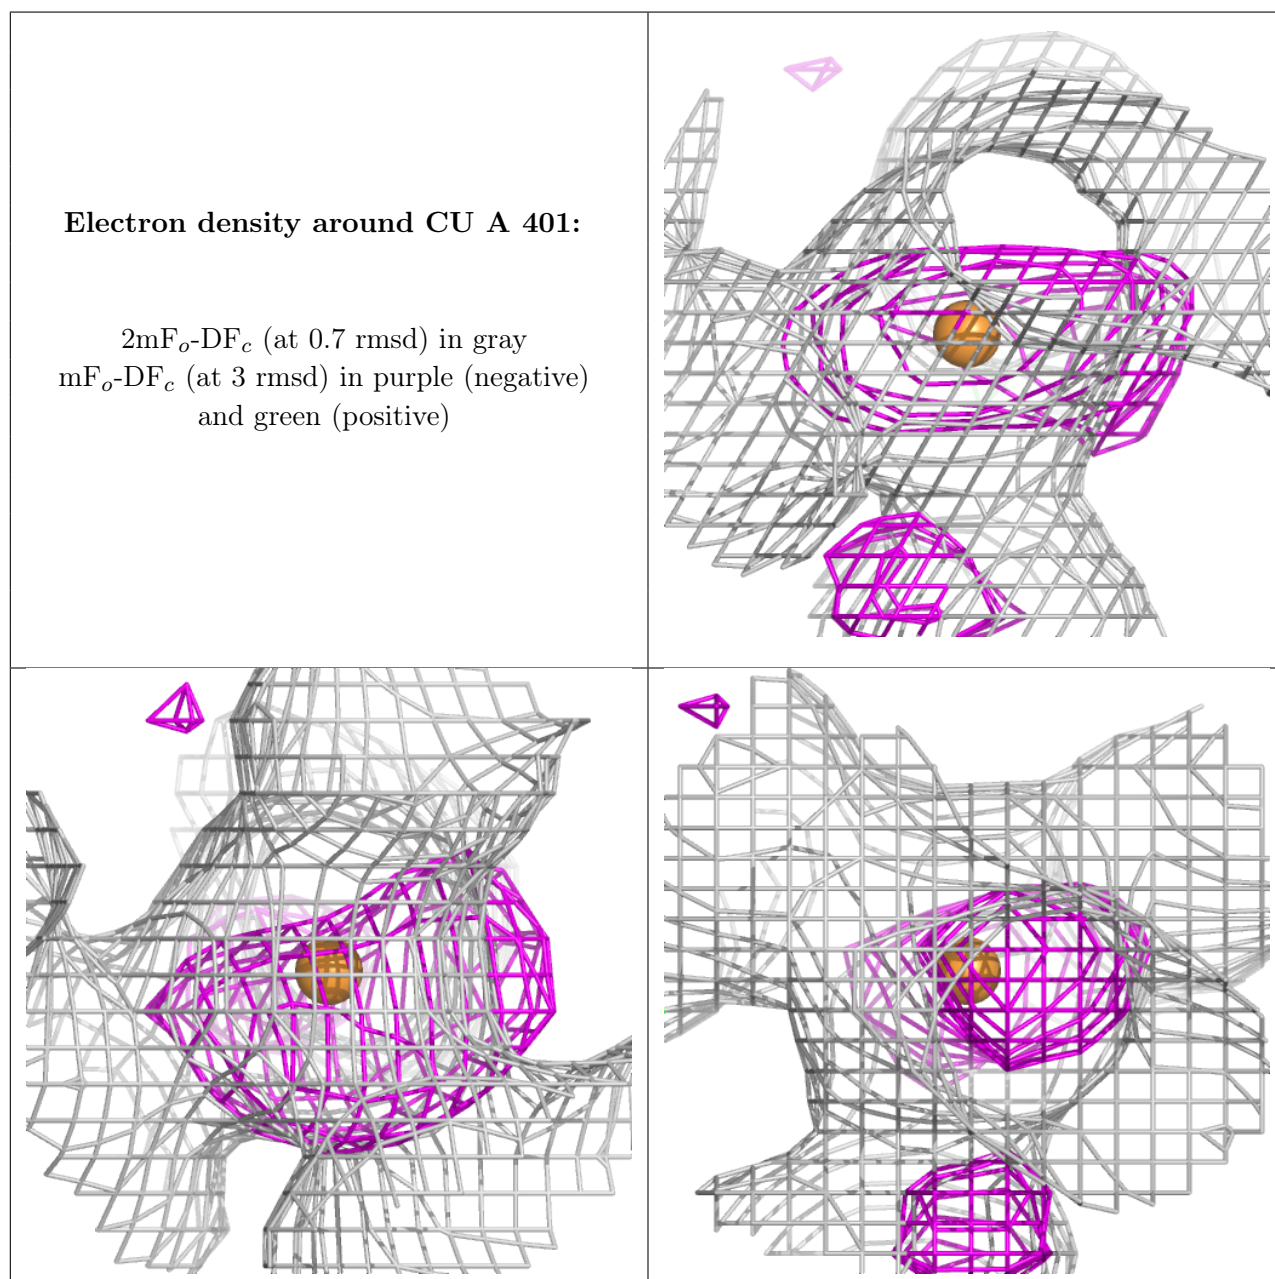 Electron density around CU A 401:
2mFₒ-DF𝒸 (at 0.7 rmsd) in gray
mFₒ-DF𝒸 (at 3 rmsd) in purple (negative)
and green (positive)